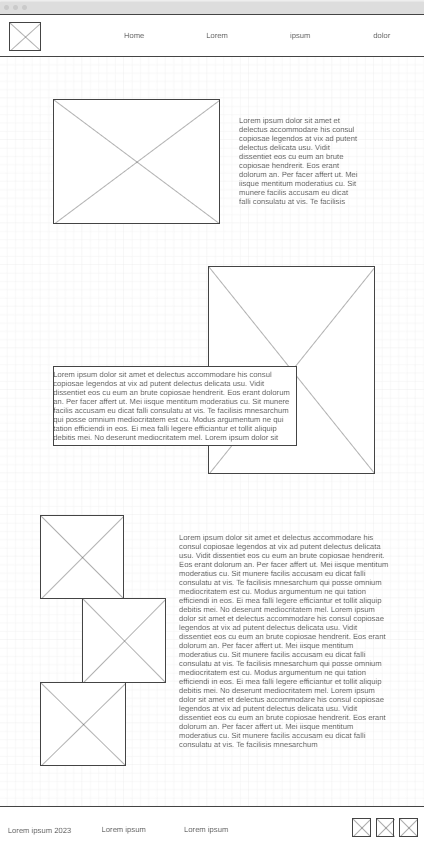 Home Lorem ipsum dolor
Lorem ipsum dolor sit amet et
delectus accommodare his consul
copiosae legendos at vix ad putent
delectus delicata usu. Vidit
dissentiet eos cu eum an brute
copiosae hendrerit. Eos erant
dolorum an. Per facer affert ut. Mei
iisque mentitum moderatius cu. Sit
munere facilis accusam eu dicat
falli consulatu at vis. Te facilisis
Lorem ipsum dolor sit amet et delectus accommodare his consul
copiosae legendos at vix ad putent delectus delicata usu. Vidit
dissentiet eos cu eum an brute copiosae hendrerit. Eos erant dolorum
an. Per facer affert ut. Mei iisque mentitum moderatius cu. Sit munere
facilis accusam eu dicat falli consulatu at vis. Te facilisis mnesarchum
qui posse omnium mediocritatem est cu. Modus argumentum ne qui
tation efficiendi in eos. Ei mea falli legere efficiantur et tollit aliquip
debitis mei. No deserunt mediocritatem mel. Lorem ipsum dolor sit
Lorem ipsum dolor sit amet et delectus accommodare his
consul copiosae legendos at vix ad putent delectus delicata
usu. Vidit dissentiet eos cu eum an brute copiosae hendrerit.
Eos erant dolorum an. Per facer affert ut. Mei iisque mentitum
moderatius cu. Sit munere facilis accusam eu dicat falli
consulatu at vis. Te facilisis mnesarchum qui posse omnium
mediocritatem est cu. Modus argumentum ne qui tation
efficiendi in eos. Ei mea falli legere efficiantur et tollit aliquip
debitis mei. No deserunt mediocritatem mel. Lorem ipsum
dolor sit amet et delectus accommodare his consul copiosae
legendos at vix ad putent delectus delicata usu. Vidit
dissentiet eos cu eum an brute copiosae hendrerit. Eos erant
dolorum an. Per facer affert ut. Mei iisque mentitum
moderatius cu. Sit munere facilis accusam eu dicat falli
consulatu at vis. Te facilisis mnesarchum qui posse omnium
mediocritatem est cu. Modus argumentum ne qui tation
efficiendi in eos. Ei mea falli legere efficiantur et tollit aliquip
debitis mei. No deserunt mediocritatem mel. Lorem ipsum
dolor sit amet et delectus accommodare his consul copiosae
legendos at vix ad putent delectus delicata usu. Vidit
dissentiet eos cu eum an brute copiosae hendrerit. Eos erant
dolorum an. Per facer affert ut. Mei iisque mentitum
moderatius cu. Sit munere facilis accusam eu dicat falli
consulatu at vis. Te facilisis mnesarchum
Lorem ipsum 2023 Lorem ipsum Lorem ipsum